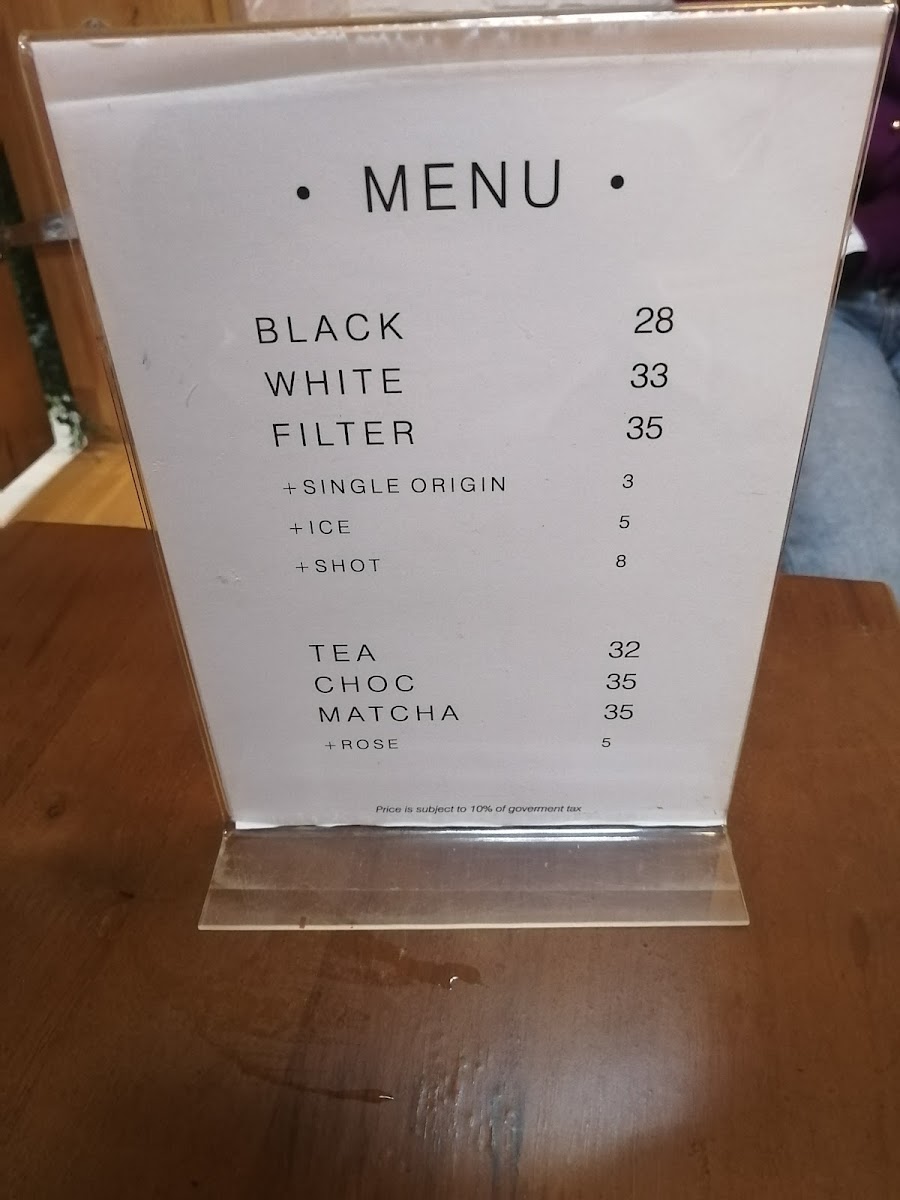 • MENU •
BLACK 28
WHITE 33
FILTER 35
+SINGLE ORIGIN 3
+ICE 5
+SHOT 8
TEA 32
CHOC 35
MATCHA 35
+ROSE 5
Price is subject to 10% of goverment tax